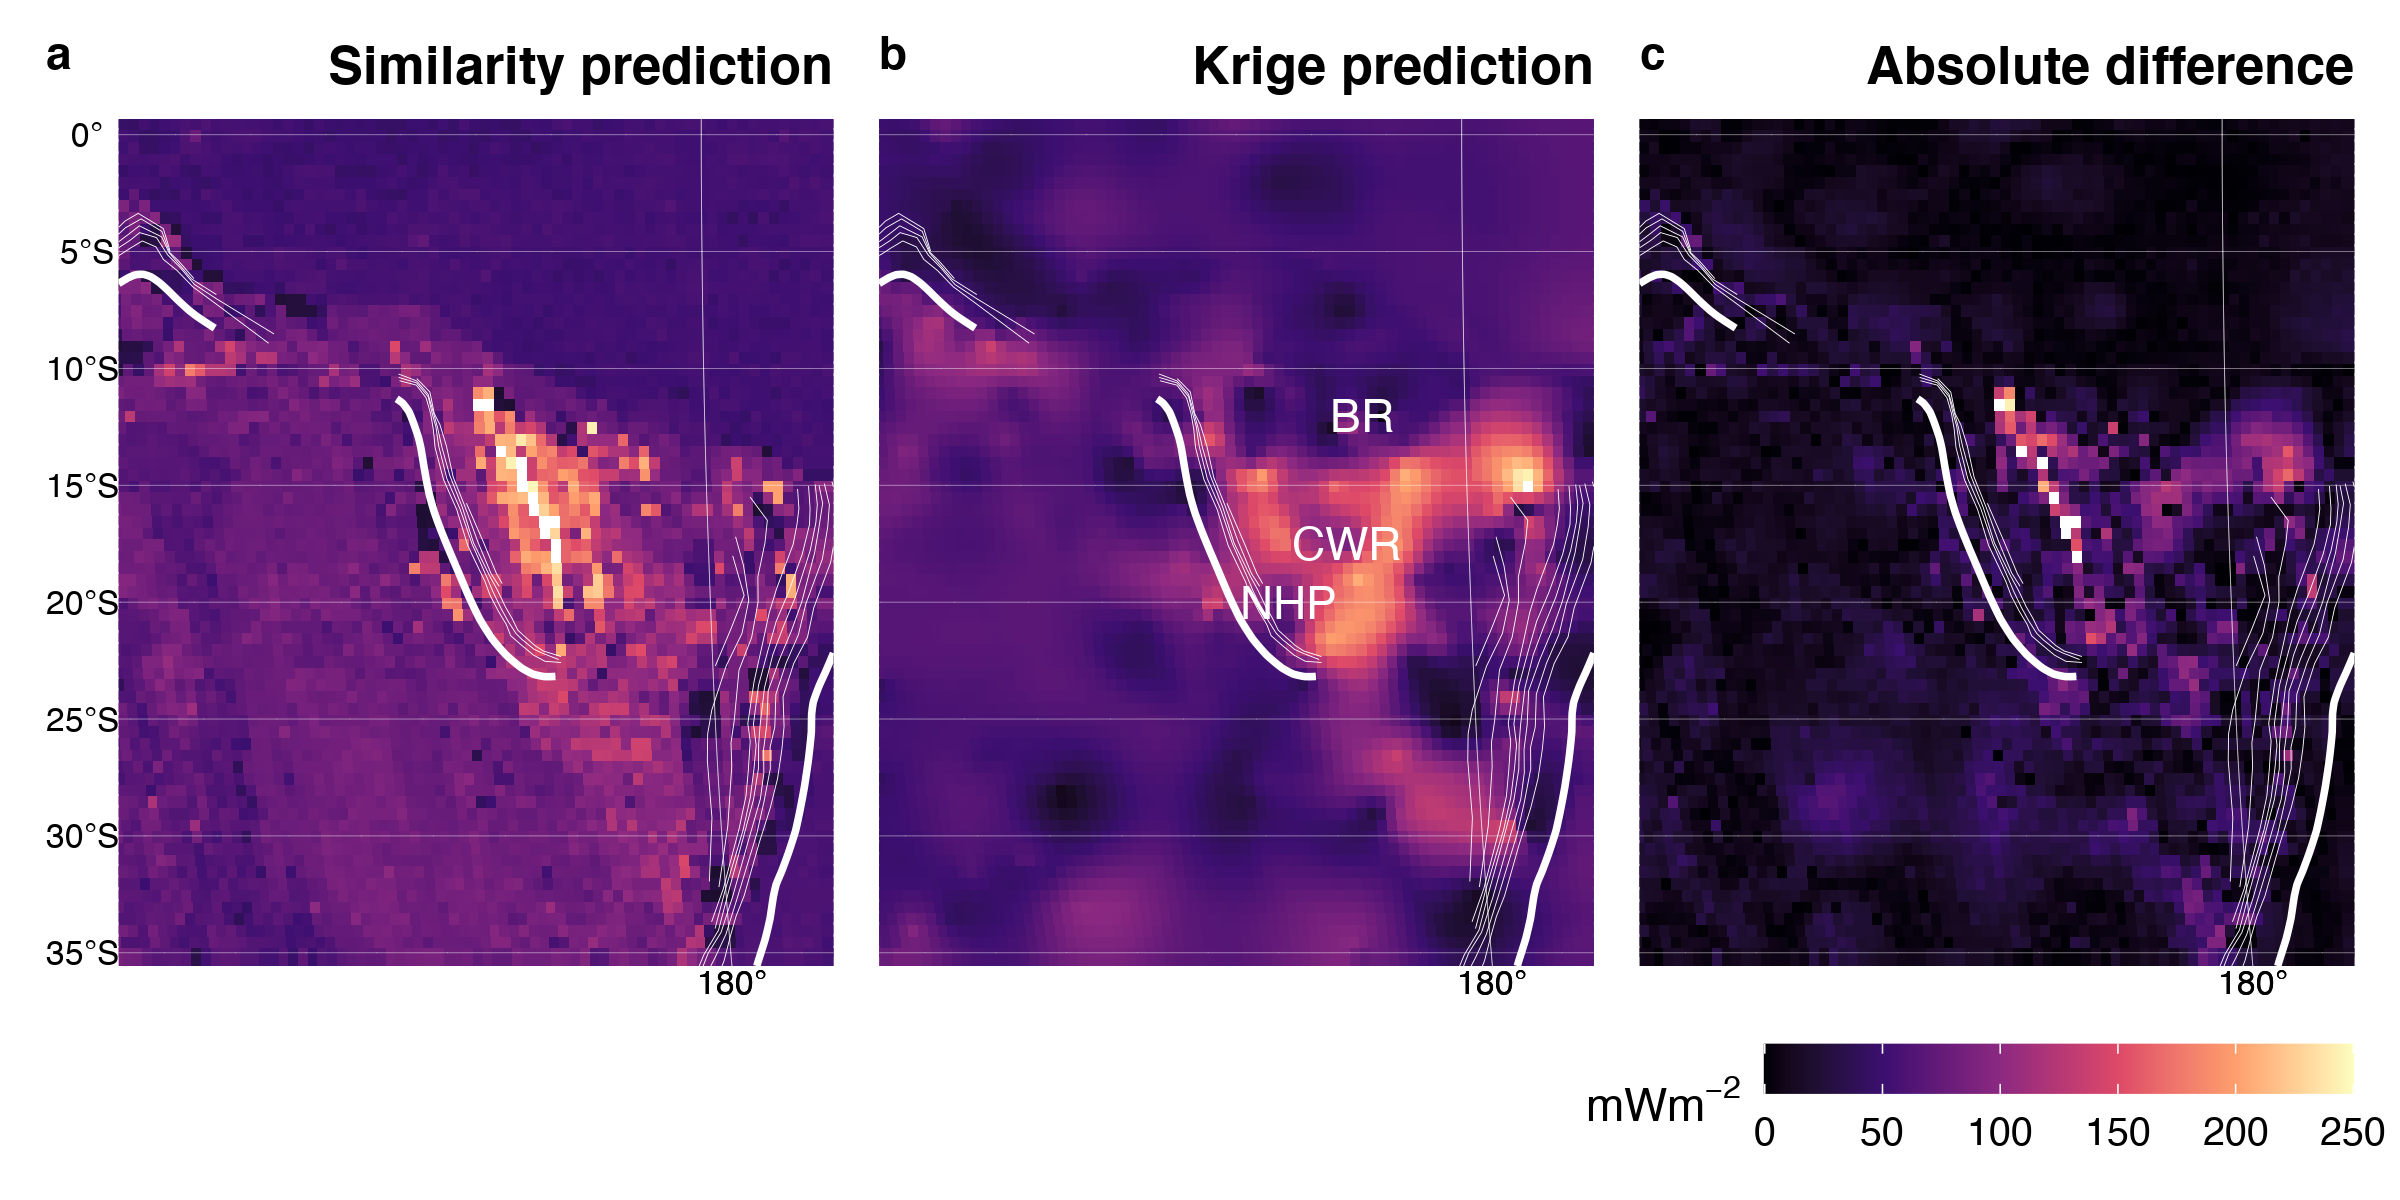 a Similarity prediction
b Krige prediction
c Absolute difference
0°
5°S
10°S
15°S
20°S
25°S
30°S
35°S
BR
CWR
NHP
180°
180°
180°
mWm⁻²
0 50 100 150 200 250